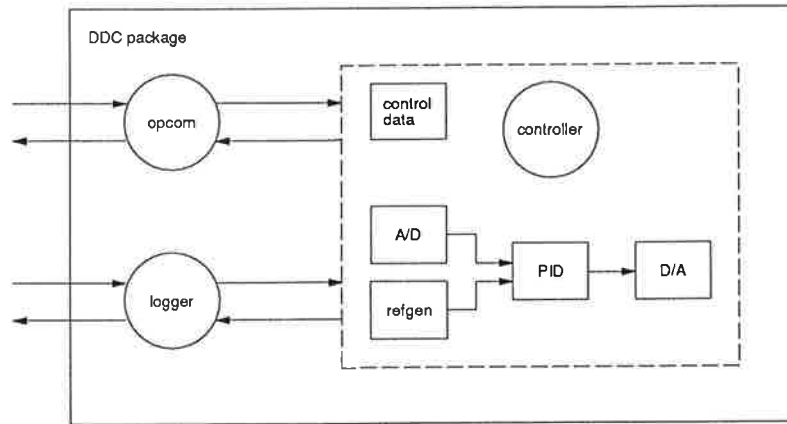 DDC package
opcom
control
data
controller
A/D
PID
D/A
logger
refgen